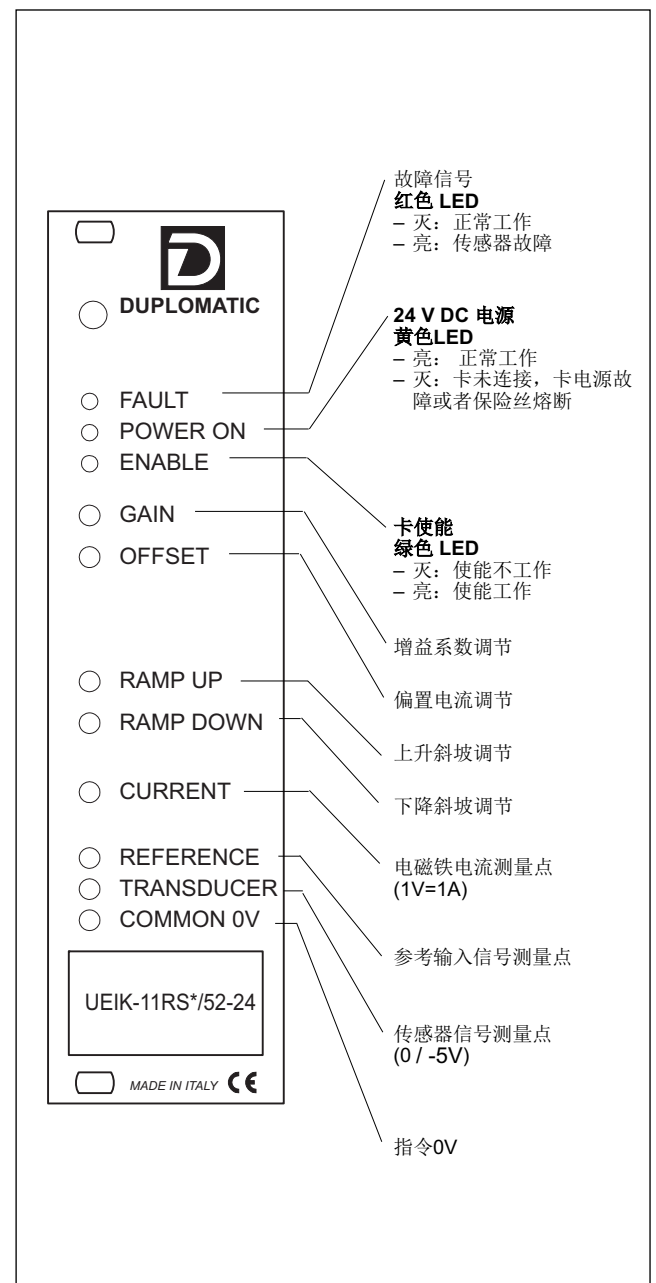 故障信号
红色 LED
– 灭：正常工作
– 亮：传感器故障
DUPLOMATIC
24 V DC 电源
黄色LED
– 亮： 正常工作
– 灭：卡未连接，卡电源故
障或者保险丝熔断
FAULT
POWER ON
ENABLE
GAIN
OFFSET
卡使能
绿色 LED
– 灭：使能不工作
– 亮：使能工作
增益系数调节
RAMP UP
RAMP DOWN
偏置电流调节
上升斜坡调节
CURRENT
下降斜坡调节
REFERENCE
TRANSDUCER
COMMON 0V
电磁铁电流测量点
(1V=1A)
参考输入信号测量点
UEIK-11RS*/52-24
传感器信号测量点
(0 / -5V)
MADE IN ITALY CE
指令0V